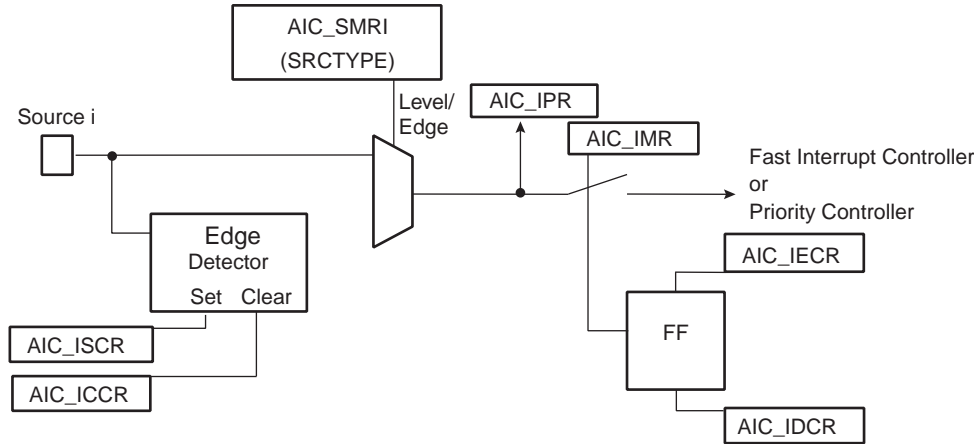 AIC_SMRI
(SRCTYPE)
Source i
Level/
Edge
AIC_IPR
AIC_IMR
Fast Interrupt Controller
or
Priority Controller
Edge
Detector
Set Clear
AIC_IECR
FF
AIC_ISCR
AIC_ICCR
AIC_IDCR